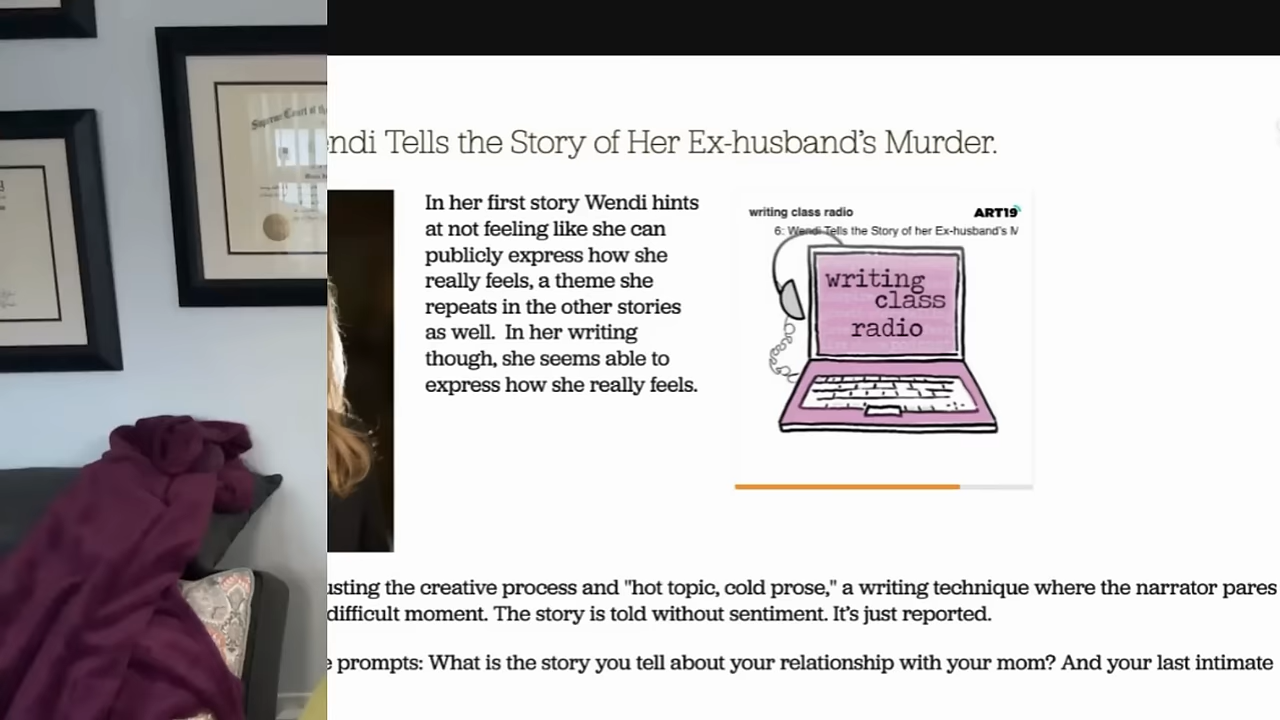 Supreme Court of the
endi Tells the Story of Her Ex-husband’s Murder.
In her first story Wendi hints
at not feeling like she can
publicly express how she
really feels, a theme she
repeats in the other stories
as well. In her writing
though, she seems able to
express how she really feels.
writing class radio
ART19
6: Wendi Tells the Story of her Ex-husband's M
writing
class
radio
usting the creative process and "hot topic, cold prose," a writing technique where the narrator pares
difficult moment. The story is told without sentiment. It’s just reported.
e prompts: What is the story you tell about your relationship with your mom? And your last intimate